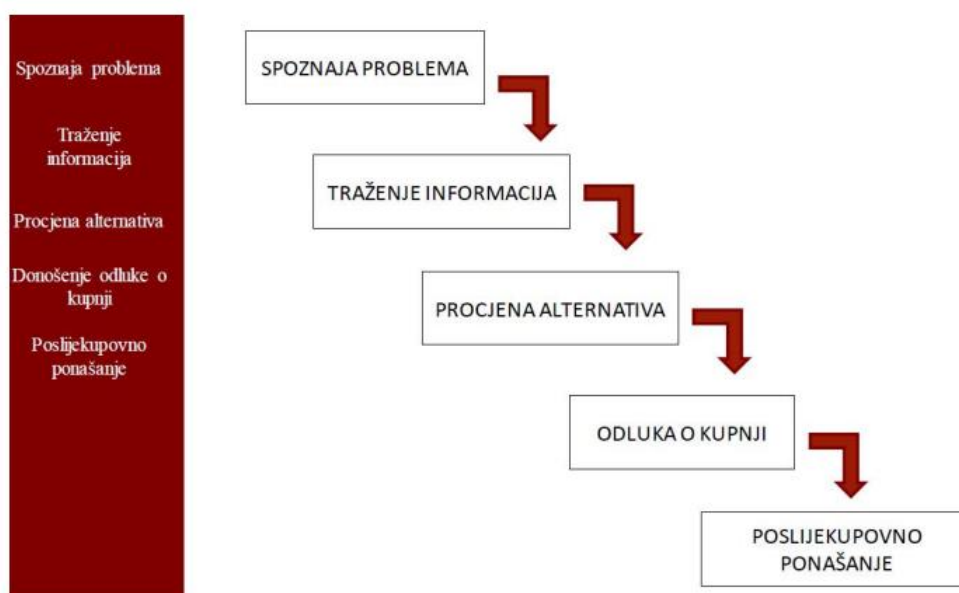 Spoznaja problema
Traženje
informacija
Procjena alternativa
Donošenje odluke o
kupnji
Poslijekupovno
ponašanje
SPOZNAJA PROBLEMA
TRAŽENJE INFORMACIJA
PROCJENA ALTERNATIVA
ODLUKA O KUPNJI
POSLIJEKUPOVNO
PONAŠANJE